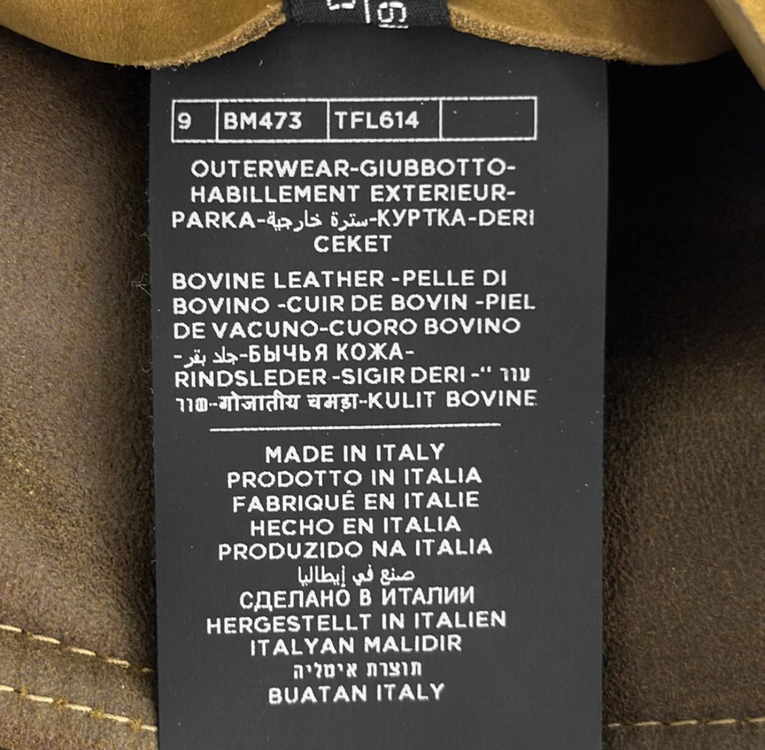 9 BM473 TFL614
OUTERWEAR-GIUBBOTTO-
HABILLEMENT EXTERIEUR-
PARKA-سترة خارجية-КУРТКА-DERI
CEKET
BOVINE LEATHER -PELLE DI
BOVINO -CUIR DE BOVIN -PIEL
DE VACUNO-CUORO BOVINO
-جلد بقر-БЫЧЬЯ КОЖА-
RINDSLEDER -SIGIR DERI -“ עור
שור-गोजातीय चमड़ा-KULIT BOVINE
MADE IN ITALY
PRODOTTO IN ITALIA
FABRIQUÉ EN ITALIE
HECHO EN ITALIA
PRODUZIDO NA ITALIA
صنع في إيطاليا
СДЕЛАНО В ИТАЛИИ
HERGESTELLT IN ITALIEN
ITALYAN MALIDIR
תוצרת איטליה
BUATAN ITALY